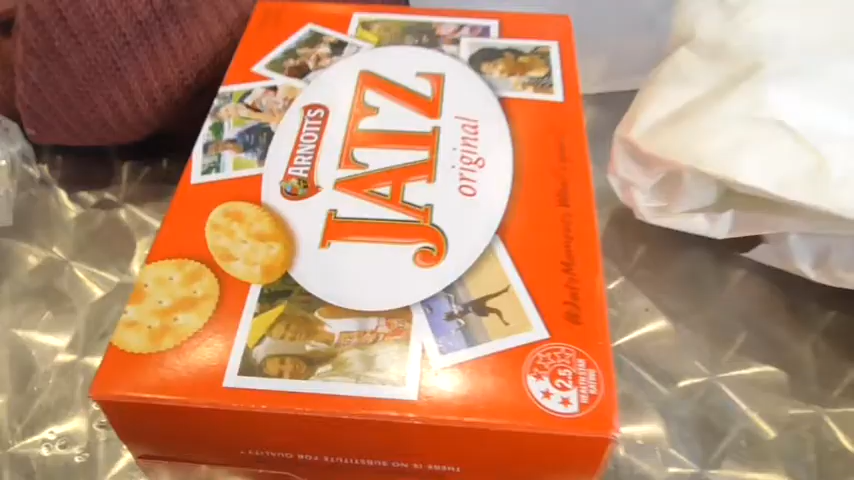 ARNOTT'S
JATZ
original
2.5
HEALTH STAR
RATING
THERE IS NO SUBSTITUTE FOR QUALITY